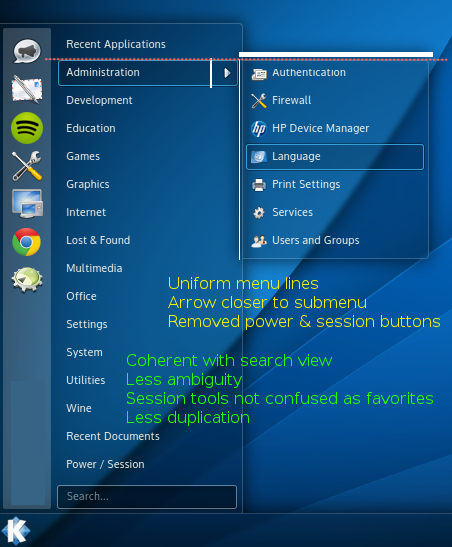 Recent Applications
Administration
Development
Education
Games
Graphics
Internet
Lost & Found
Multimedia
Office
Settings
System
Utilities
Wine
Recent Documents
Power / Session
Search...
Authentication
Firewall
HP Device Manager
Language
Print Settings
Services
Users and Groups
Uniform menu lines
Arrow closer to submenu
Removed power & session buttons
Coherent with search view
Less ambiguity
Session tools not confused as favorites
Less duplication
hp
K